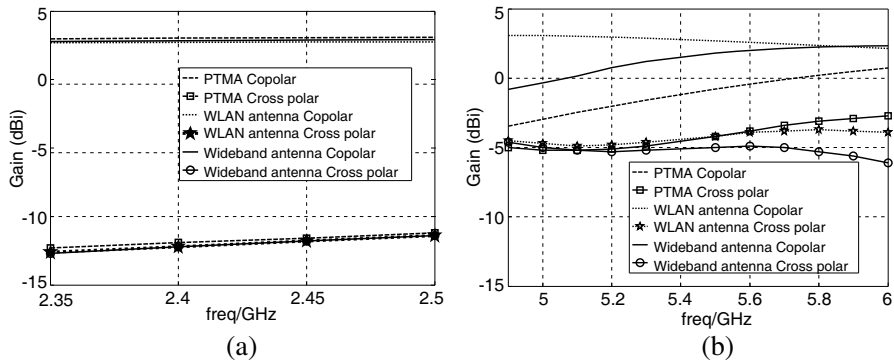 5
0
-5
-10
-15
Gain (dBi)
PTMA Copolar
PTMA Cross polar
WLAN antenna Copolar
WLAN antenna Cross polar
Wideband antenna Copolar
Wideband antenna Cross polar
2.35 2.4 2.45 2.5
freq/GHz
(a)
5
0
-5
-10
-15
Gain (dBi)
PTMA Copolar
PTMA Cross polar
WLAN antenna Copolar
WLAN antenna Cross polar
Wideband antenna Copolar
Wideband antenna Cross polar
5 5.2 5.4 5.6 5.8 6
freq/GHz
(b)